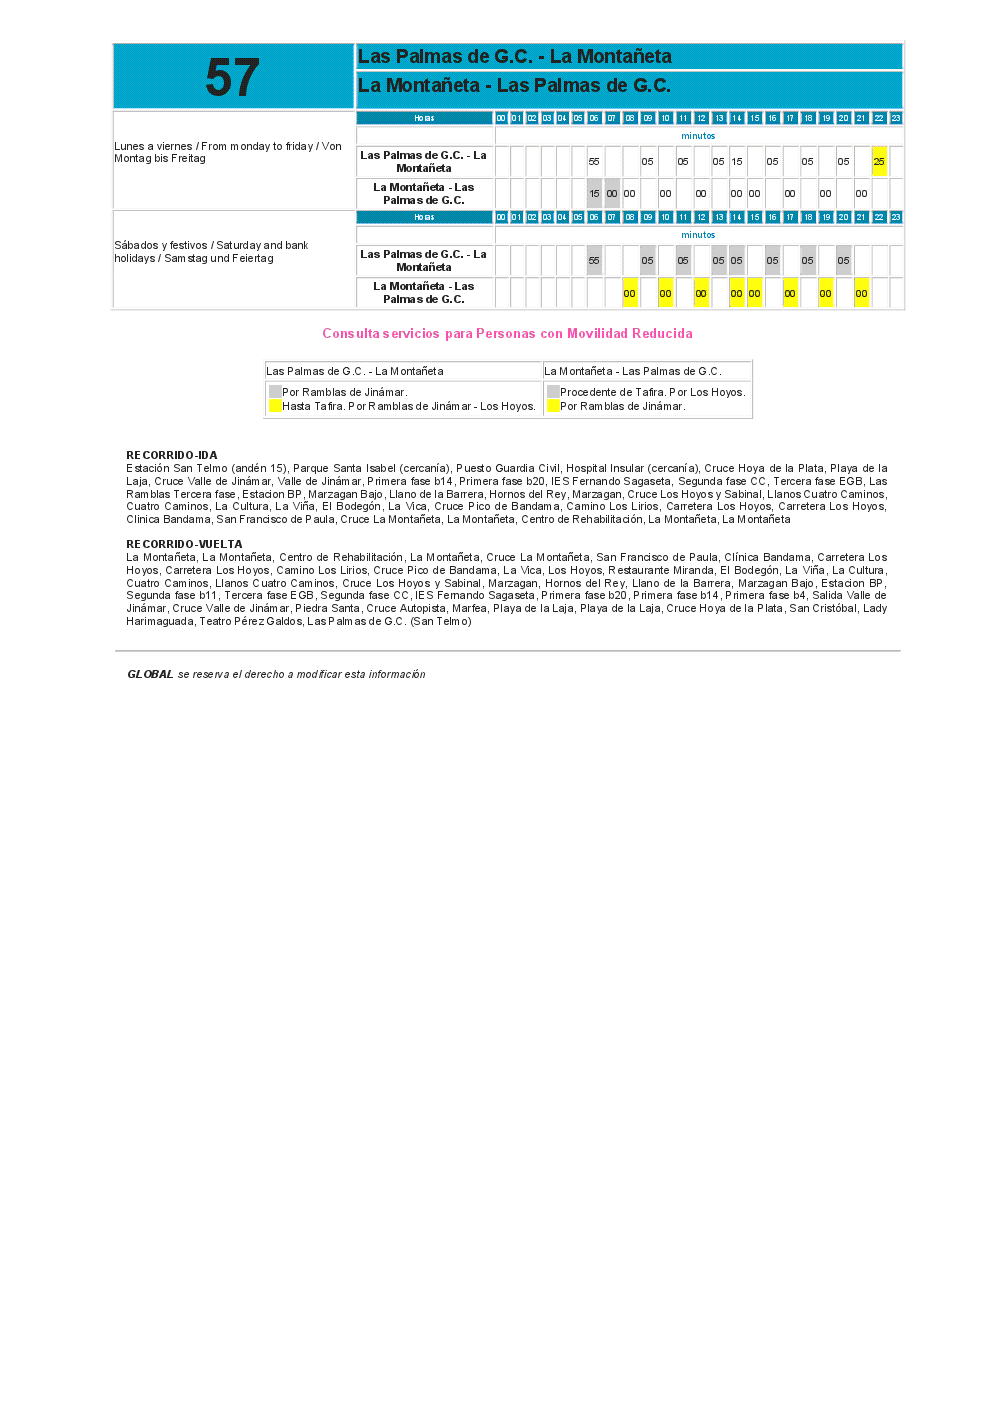 57
Las Palmas de G.C. - La Montañeta
La Montañeta - Las Palmas de G.C.
Lunes a viernes / From monday to friday / Von
Montag bis Freitag
Horas 00 01 02 03 04 05 06 07 08 09 10 11 12 13 14 15 16 17 18 19 20 21 22 23
minutos
Las Palmas de G.C. - La
Montañeta
55 05 05 05 15 05 05 05 25
La Montañeta - Las
Palmas de G.C.
15 00 00 00 00 00 00 00 00 00
Sábados y festivos / Saturday and bank
holidays / Samstag und Feiertag
Horas 00 01 02 03 04 05 06 07 08 09 10 11 12 13 14 15 16 17 18 19 20 21 22 23
minutos
Las Palmas de G.C. - La
Montañeta
55 05 05 05 05 05 05 05
La Montañeta - Las
Palmas de G.C.
00 00 00 00 00 00 00 00
Consulta servicios para Personas con Movilidad Reducida
Las Palmas de G.C. - La Montañeta
La Montañeta - Las Palmas de G.C.
Por Ramblas de Jinámar.
Hasta Tafira. Por Ramblas de Jinámar - Los Hoyos.
Procedente de Tafira. Por Los Hoyos.
Por Ramblas de Jinámar.
RECORRIDO-IDA
Estación San Telmo (andén 15), Parque Santa Isabel (cercanía), Puesto Guardia Civil, Hospital Insular (cercanía), Cruce Hoya de la Plata, Playa de la
Laja, Cruce Valle de Jinámar, Valle de Jinámar, Primera fase b14, Primera fase b20, IES Fernando Sagaseta, Segunda fase CC, Tercera fase EGB, Las
Ramblas Tercera fase, Estacion BP, Marzagan Bajo, Llano de la Barrera, Hornos del Rey, Marzagan, Cruce Los Hoyos y Sabinal, Llanos Cuatro Caminos,
Cuatro Caminos, La Cultura, La Viña, El Bodegón, La Vica, Cruce Pico de Bandama, Camino Los Lirios, Carretera Los Hoyos, Carretera Los Hoyos,
Clinica Bandama, San Francisco de Paula, Cruce La Montañeta, La Montañeta, Centro de Rehabilitación, La Montañeta, La Montañeta
RECORRIDO-VUELTA
La Montañeta, La Montañeta, Centro de Rehabilitación, La Montañeta, Cruce La Montañeta, San Francisco de Paula, Clínica Bandama, Carretera Los
Hoyos, Carretera Los Hoyos, Camino Los Lirios, Cruce Pico de Bandama, La Vica, Los Hoyos, Restaurante Miranda, El Bodegón, La Viña, La Cultura,
Cuatro Caminos, Llanos Cuatro Caminos, Cruce Los Hoyos y Sabinal, Marzagan, Hornos del Rey, Llano de la Barrera, Marzagan Bajo, Estacion BP,
Segunda fase b11, Tercera fase EGB, Segunda fase CC, IES Fernando Sagaseta, Primera fase b20, Primera fase b14, Primera fase b4, Salida Valle de
Jinámar, Cruce Valle de Jinámar, Piedra Santa, Cruce Autopista, Marfea, Playa de la Laja, Playa de la Laja, Cruce Hoya de la Plata, San Cristóbal, Lady
Harimaguada, Teatro Pérez Galdos, Las Palmas de G.C. (San Telmo)
GLOBAL se reserva el derecho a modificar esta información